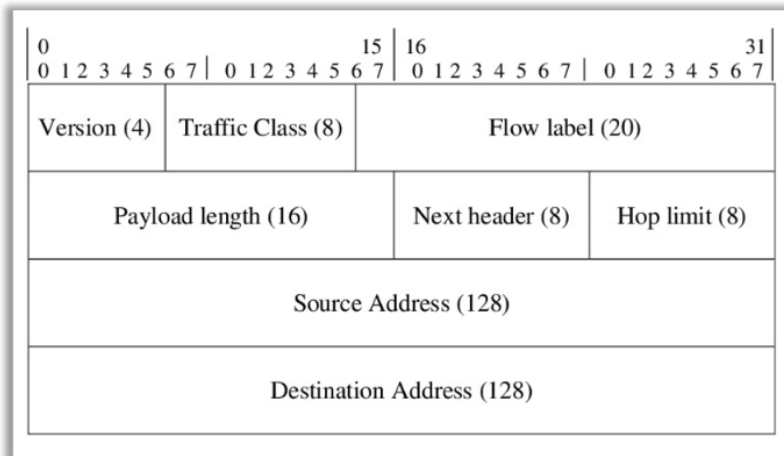 0 15 16 31
0 1 2 3 4 5 6 7 0 1 2 3 4 5 6 7 0 1 2 3 4 5 6 7 0 1 2 3 4 5 6 7
Version (4) Traffic Class (8) Flow label (20)
Payload length (16) Next header (8) Hop limit (8)
Source Address (128)
Destination Address (128)